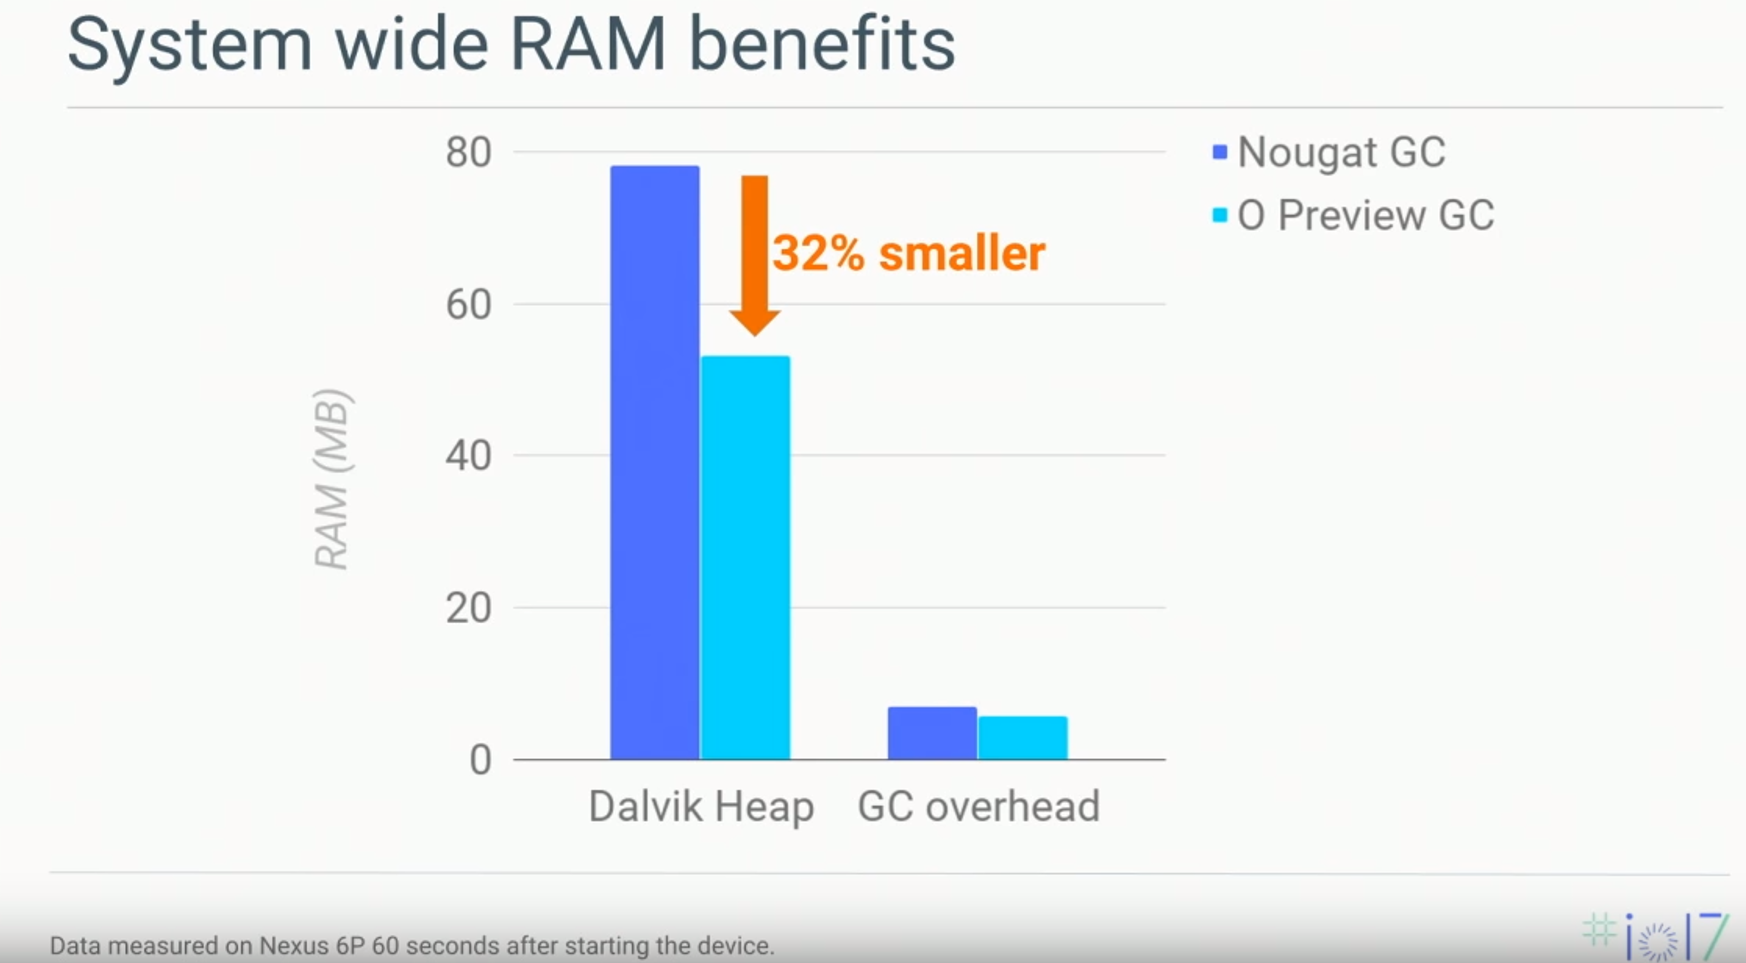 System wide RAM benefits
80
60
40
20
0
RAM (MB)
32% smaller
Nougat GC
O Preview GC
Dalvik Heap
GC overhead
Data measured on Nexus 6P 60 seconds after starting the device.
#io17